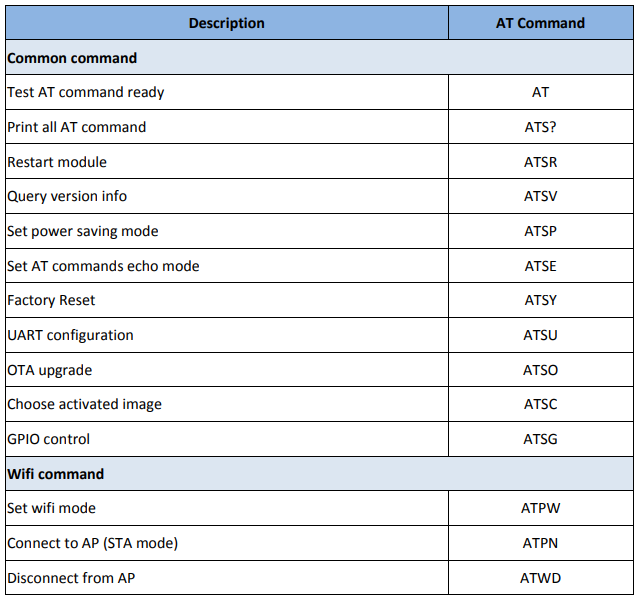 Description AT Command
Common command
Test AT command ready AT
Print all AT command ATS?
Restart module ATSR
Query version info ATSV
Set power saving mode ATSP
Set AT commands echo mode ATSE
Factory Reset ATSY
UART configuration ATSU
OTA upgrade ATSO
Choose activated image ATSC
GPIO control ATSG
Wifi command
Set wifi mode ATPW
Connect to AP (STA mode) ATPN
Disconnect from AP ATWD